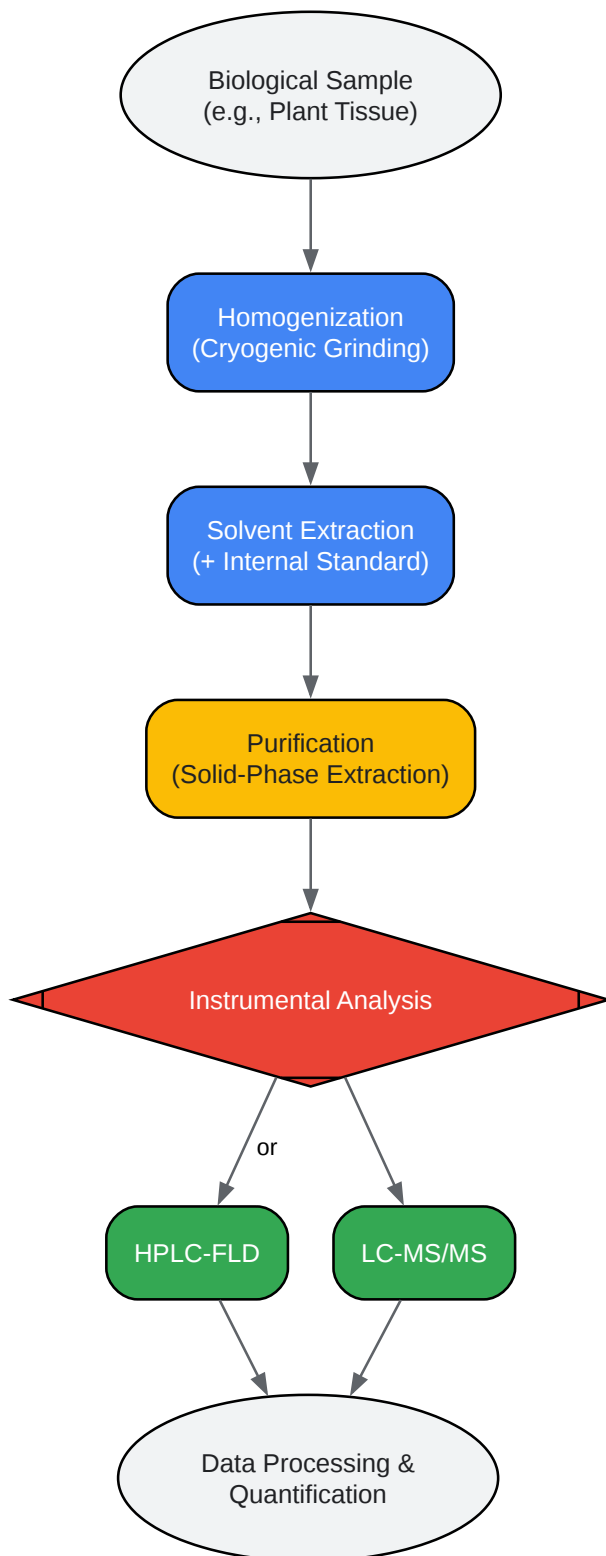 Biological Sample
(e.g., Plant Tissue)
Homogenization
(Cryogenic Grinding)
Solvent Extraction
(+ Internal Standard)
Purification
(Solid-Phase Extraction)
Instrumental Analysis
or
HPLC-FLD
LC-MS/MS
Data Processing &
Quantification